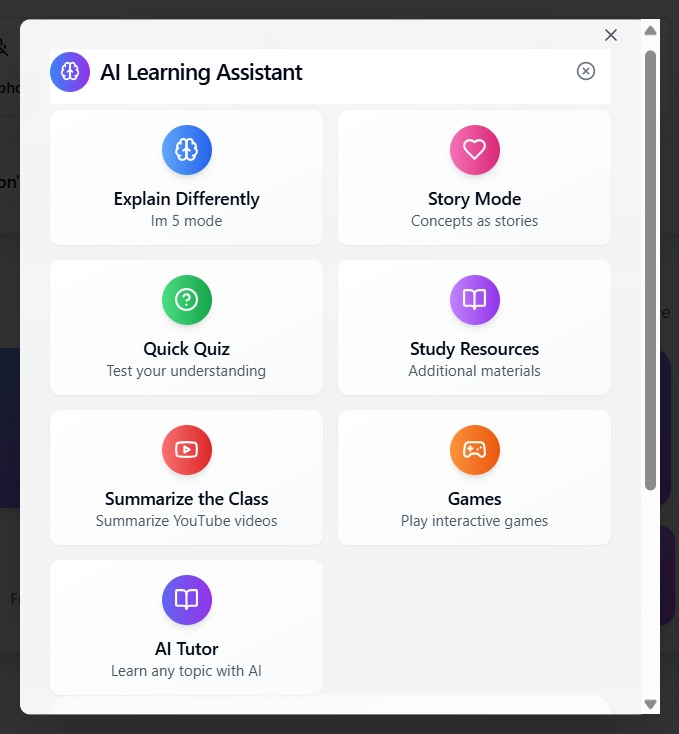 AI Learning Assistant
Explain Differently
Im 5 mode
Story Mode
Concepts as stories
Quick Quiz
Test your understanding
Study Resources
Additional materials
Summarize the Class
Summarize YouTube videos
Games
Play interactive games
AI Tutor
Learn any topic with AI